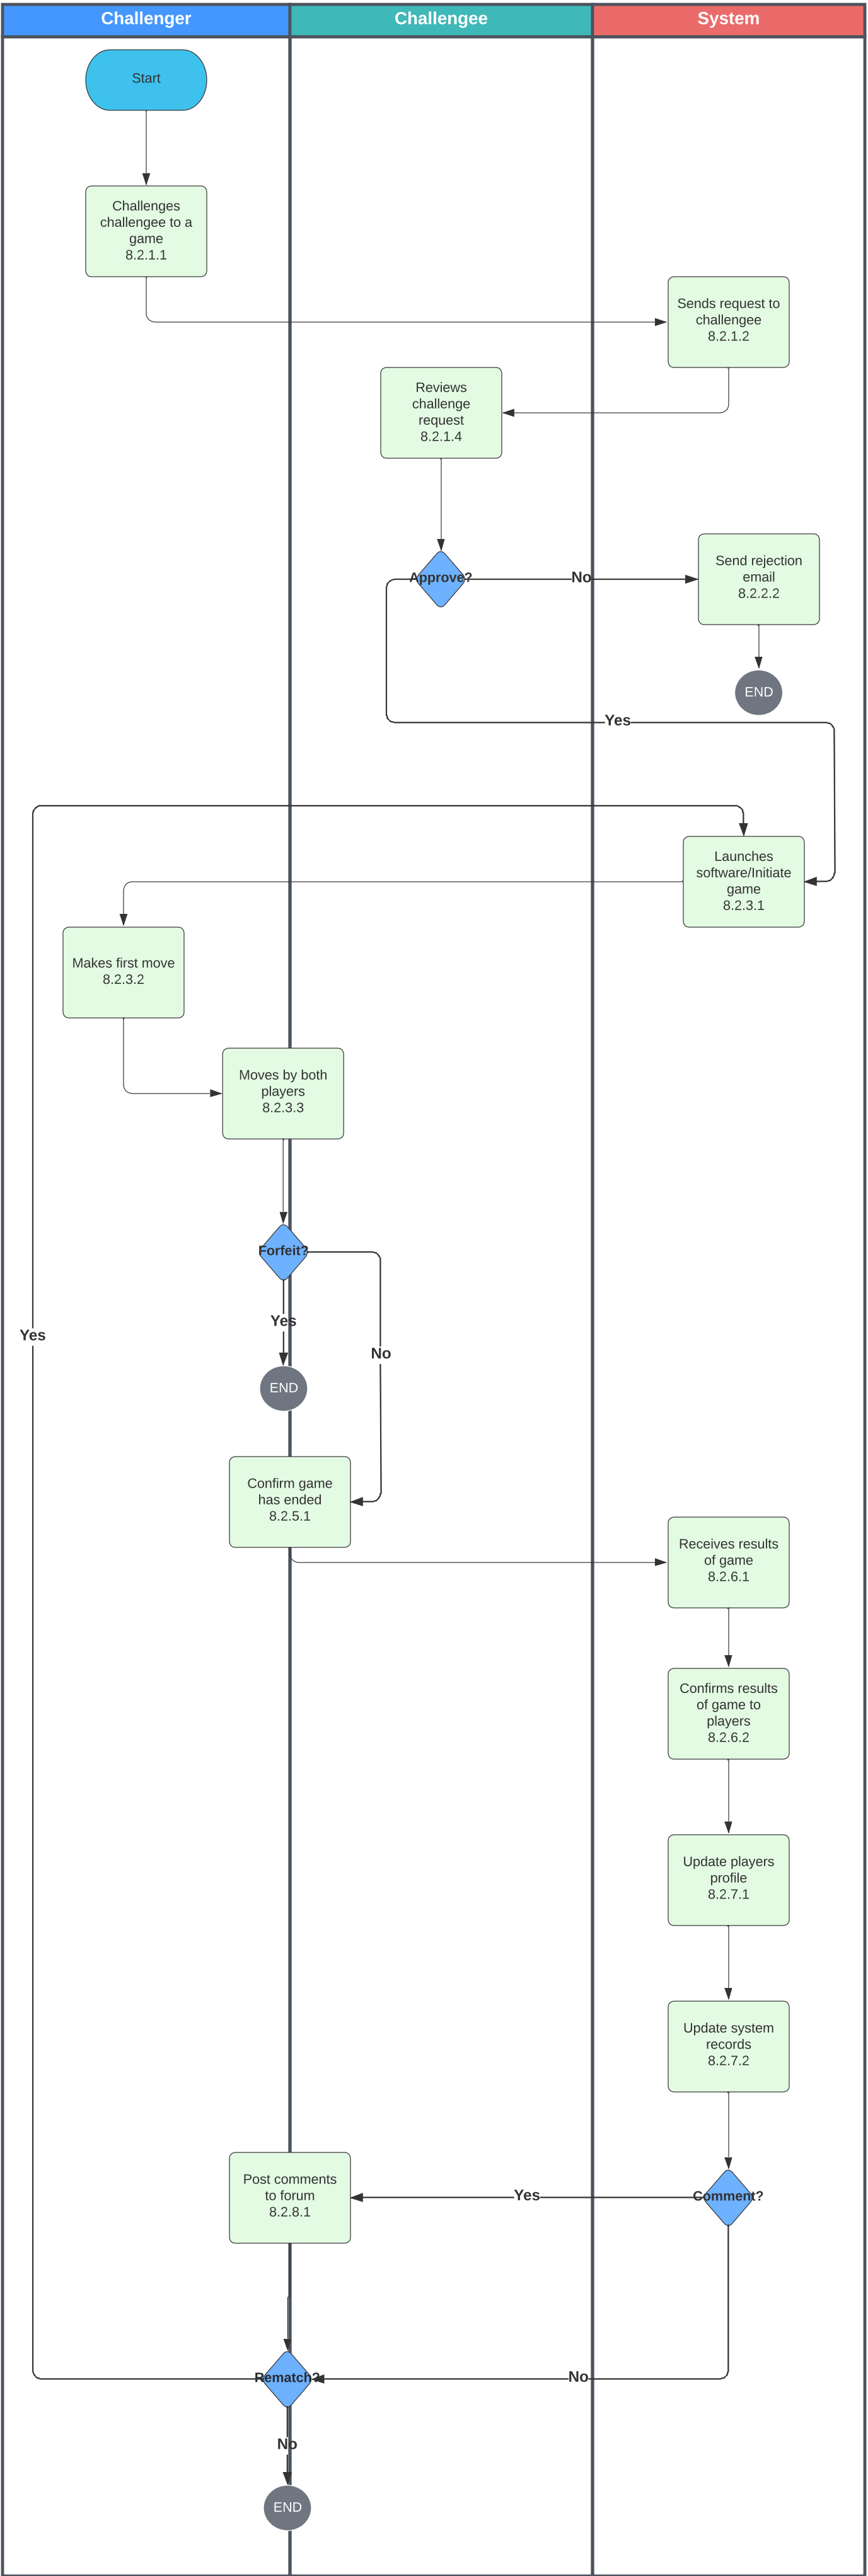 Challenger
Challengee
System
Start
Challenges
challengee to a
game
8.2.1.1
Sends request to
challengee
8.2.1.2
Reviews
challenge
request
8.2.1.4
Approve?
No
Send rejection
email
8.2.2.2
END
Yes
Launches
software/Initiate
game
8.2.3.1
Makes first move
8.2.3.2
Moves by both
players
8.2.3.3
Forfeit?
Yes
Yes
No
END
Confirm game
has ended
8.2.5.1
Receives results
of game
8.2.6.1
Confirms results
of game to
players
8.2.6.2
Update players
profile
8.2.7.1
Update system
records
8.2.7.2
Post comments
to forum
8.2.8.1
Yes
Comment?
Rematch?
No
No
END